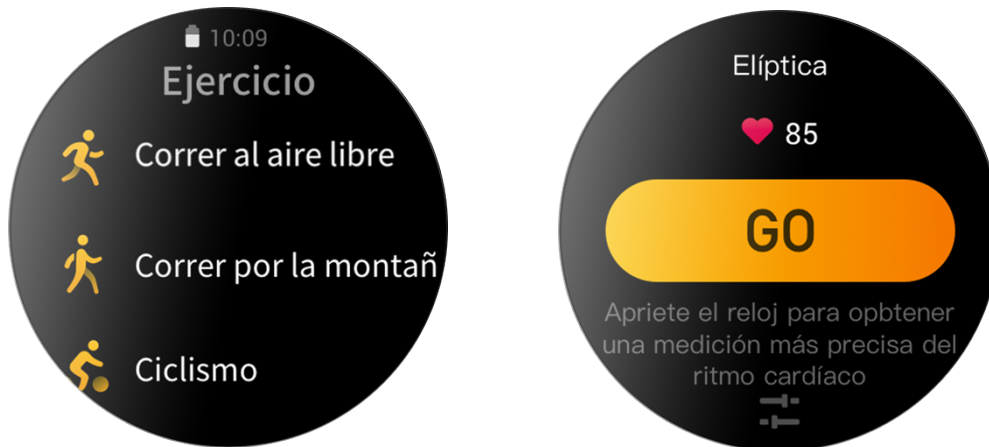 10:09
Ejercicio
Correr al aire libre
Correr por la montañ
Ciclismo
Elíptica
85
GO
Apriete el reloj para opbtener
una medición más precisa del
ritmo cardíaco